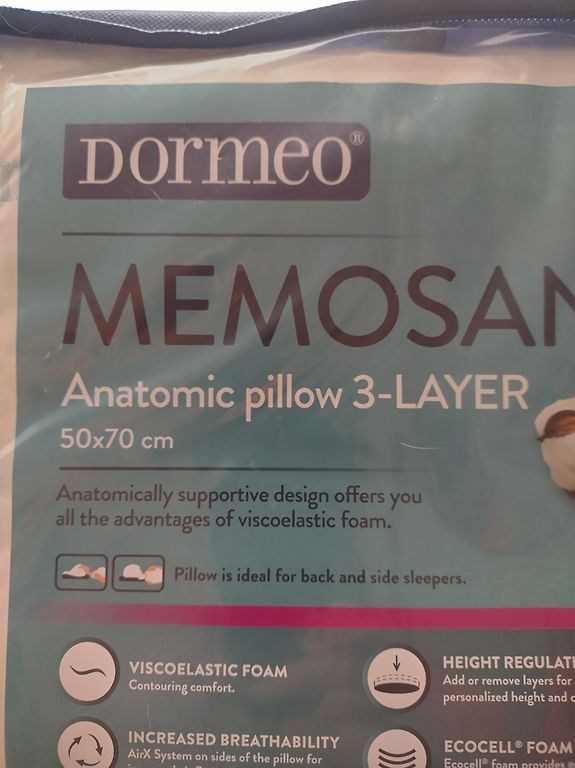 Dormeo®
MEMOSAN
Anatomic pillow 3-LAYER
50x70 cm
Anatomically supportive design offers you
all the advantages of viscoelastic foam.
Pillow is ideal for back and side sleepers.
VISCOELASTIC FOAM
Contouring comfort.
HEIGHT REGULATI
Add or remove layers for
personalized height and c
INCREASED BREATHABILITY
AirX System on sides of the pillow for
ECOCELL® FOAM
Ecocell® foam provides